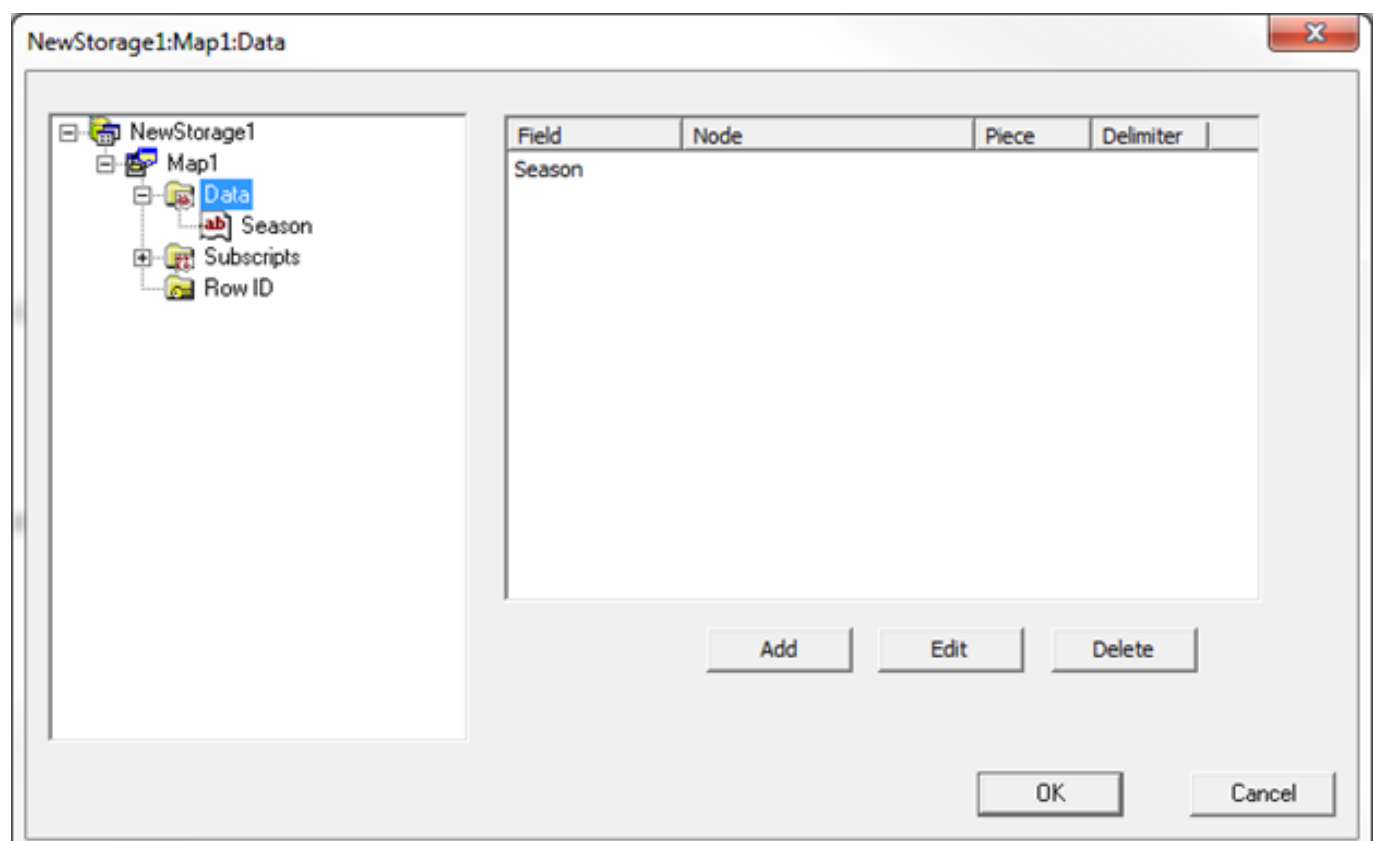 NewStorage1:Map1:Data
NewStorage1
Map1
Data
ab Season
Subscripts
Row ID
Field Node Piece Delimiter
Season
Add Edit Delete
OK Cancel